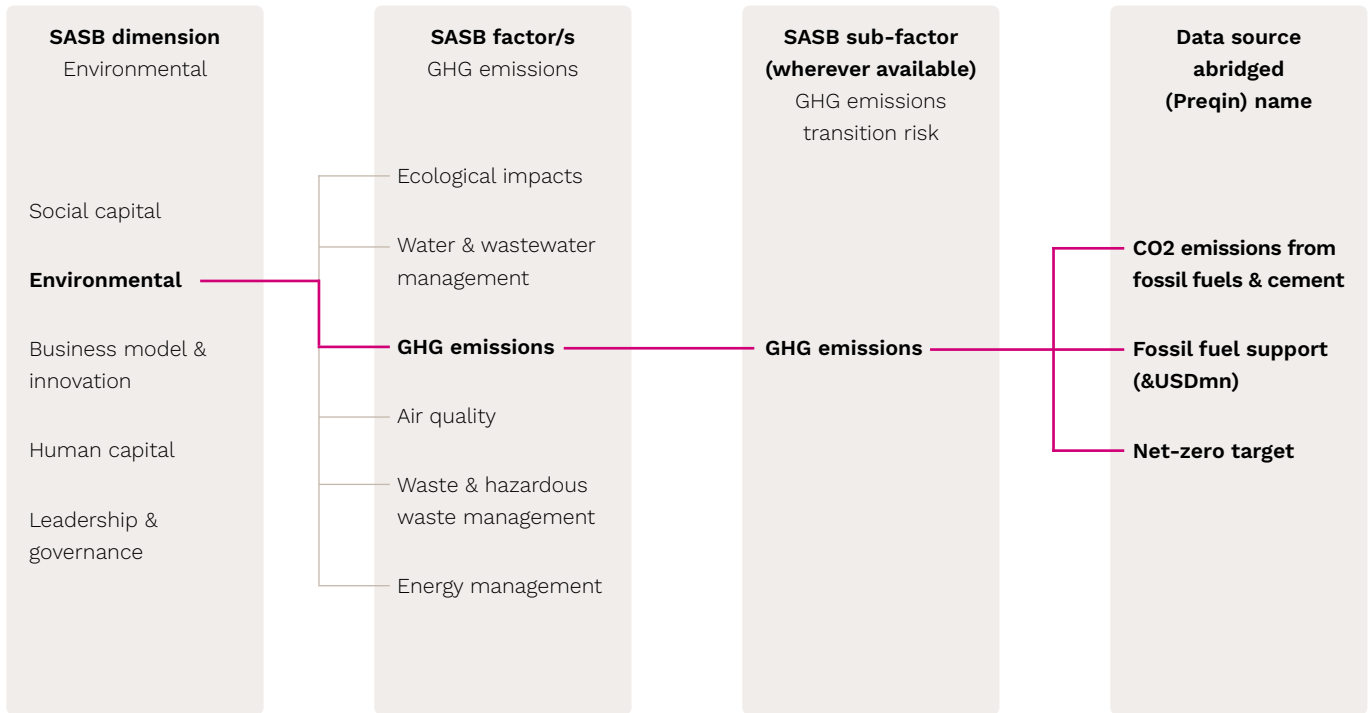 SASB dimension
Environmental
Social capital
Environmental
Business model &
innovation
Human capital
Leadership &
governance
SASB factor/s
GHG emissions
Ecological impacts
Water & wastewater
management
GHG emissions
Air quality
Waste & hazardous
waste management
Energy management
SASB sub-factor
(wherever available)
GHG emissions
transition risk
GHG emissions
Data source
abridged
(Preqin) name
CO2 emissions from
fossil fuels & cement
Fossil fuel support
(&USDmn)
Net-zero target